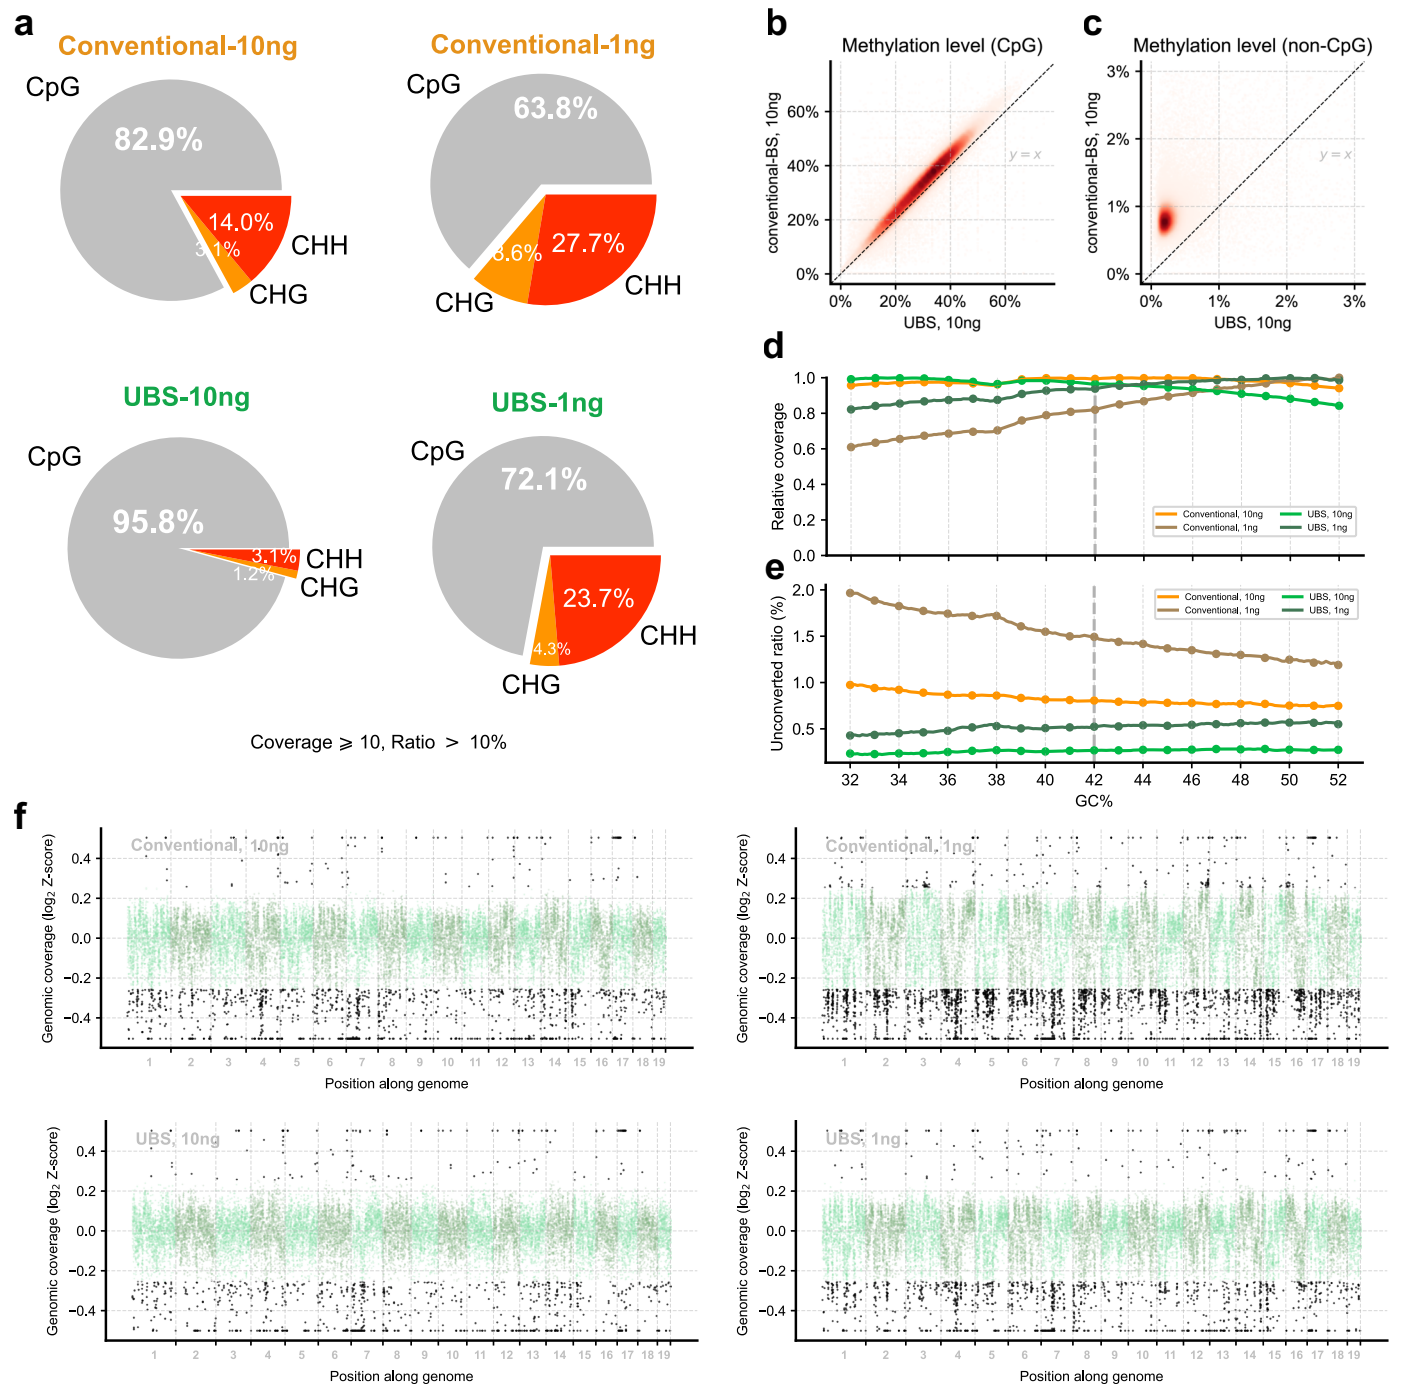 a
Conventional-10ng
CpG
82.9%
14.0%
3.1%
CHH
CHG
Conventional-1ng
CpG
63.8%
8.6%
27.7%
CHG
CHH
UBS-10ng
CpG
95.8%
3.1%
1.2%
CHH
CHG
UBS-1ng
CpG
72.1%
23.7%
4.3%
CHH
CHG
Coverage ⩾ 10, Ratio > 10%
b
Methylation level (CpG)
conventional-BS, 10ng
60%
40%
20%
0%
y = x
0% 20% 40% 60%
UBS, 10ng
c
Methylation level (non-CpG)
conventional-BS, 10ng
3%
2%
1%
0%
y = x
0% 1% 2% 3%
UBS, 10ng
d
Relative coverage
1.0
0.8
0.6
0.4
0.2
0.0
Conventional, 10ng
Conventional, 1ng
UBS, 10ng
UBS, 1ng
e
Unconverted ratio (%)
2.0
1.5
1.0
0.5
Conventional, 10ng
Conventional, 1ng
UBS, 10ng
UBS, 1ng
32 34 36 38 40 42 44 46 48 50 52
GC%
f
Genomic coverage (log2 Z-score)
Conventional, 10ng
0.4
0.2
0.0
−0.2
−0.4
1 2 3 4 5 6 7 8 9 10 11 12 13 14 15 16 17 18 19
Position along genome
Genomic coverage (log2 Z-score)
Conventional, 1ng
0.4
0.2
0.0
−0.2
−0.4
1 2 3 4 5 6 7 8 9 10 11 12 13 14 15 16 17 18 19
Position along genome
Genomic coverage (log2 Z-score)
UBS, 10ng
0.4
0.2
0.0
−0.2
−0.4
1 2 3 4 5 6 7 8 9 10 11 12 13 14 15 16 17 18 19
Position along genome
Genomic coverage (log2 Z-score)
UBS, 1ng
0.4
0.2
0.0
−0.2
−0.4
1 2 3 4 5 6 7 8 9 10 11 12 13 14 15 16 17 18 19
Position along genome